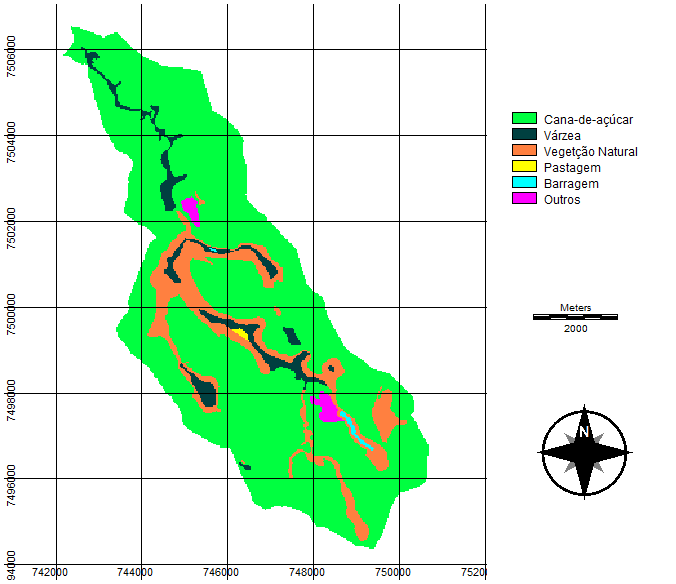 7506000
7504000
7502000
7500000
7498000
7496000
94000
742000
744000
746000
748000
750000
7520
Cana-de-açúcar
Várzea
Vegetção Natural
Pastagem
Barragem
Outros
Meters
2000
N